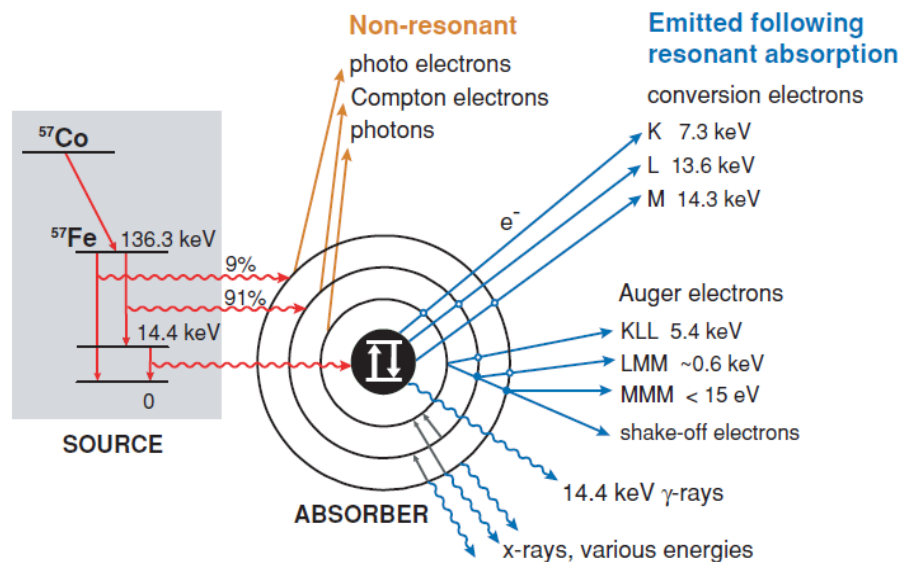 Non-resonant
photo electrons
Compton electrons
photons
Emitted following
resonant absorption
conversion electrons
K 7.3 keV
L 13.6 keV
M 14.3 keV
e⁻
⁵⁷Co
⁵⁷Fe 136.3 keV
9%
91%
14.4 keV
0
SOURCE
ABSORBER
Auger electrons
KLL 5.4 keV
LMM ~0.6 keV
MMM < 15 eV
shake-off electrons
14.4 keV γ-rays
x-rays, various energies